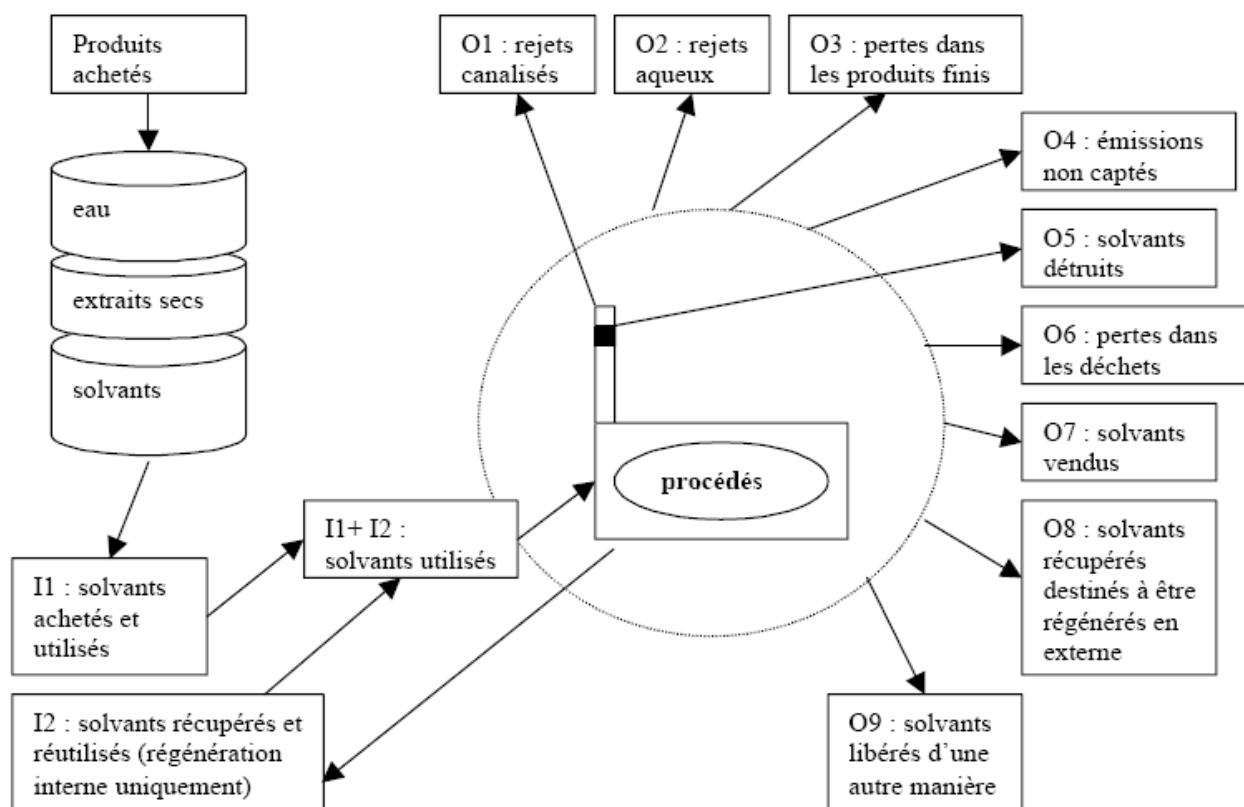 Produits
achetés
eau
extraits secs
solvants
I1 : solvants
achetés et
utilisés
I2 : solvants récupérés et
réutilisés (régénération
interne uniquement)
I1+ I2 :
solvants utilisés
procédés
O1 : rejets
canalisés
O2 : rejets
aqueux
O3 : pertes dans
les produits finis
O4 : émissions
non captés
O5 : solvants
détruits
O6 : pertes dans
les déchets
O7 : solvants
vendus
O8 : solvants
récupérés
destinés à être
régénérés en
externe
O9 : solvants
libérés d’une
autre manière